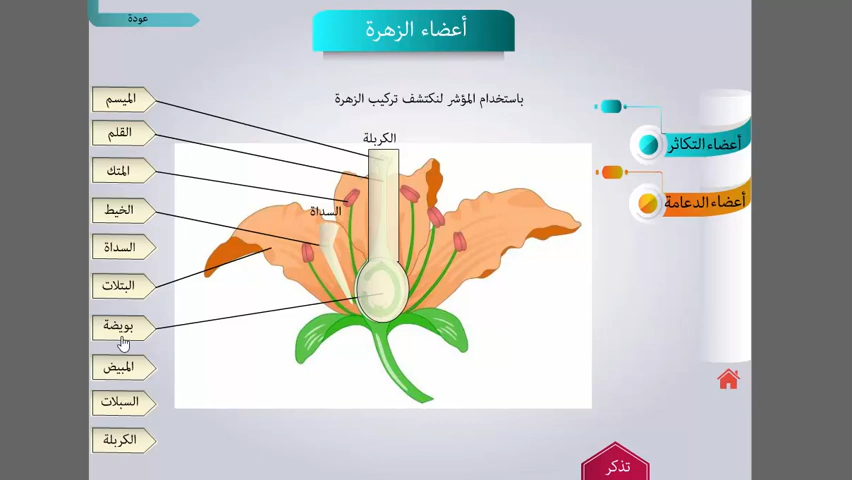 عودة
أعضاء الزهرة
باستخدام المؤشر لنكتشف تركيب الزهرة
أعضاء التكاثر
أعضاء الدعامة
الكربلة
السداة
الميسم
القلم
المتك
الخيط
السداة
البتلات
بويضة
المبيض
السبلات
الكربلة
تذكر